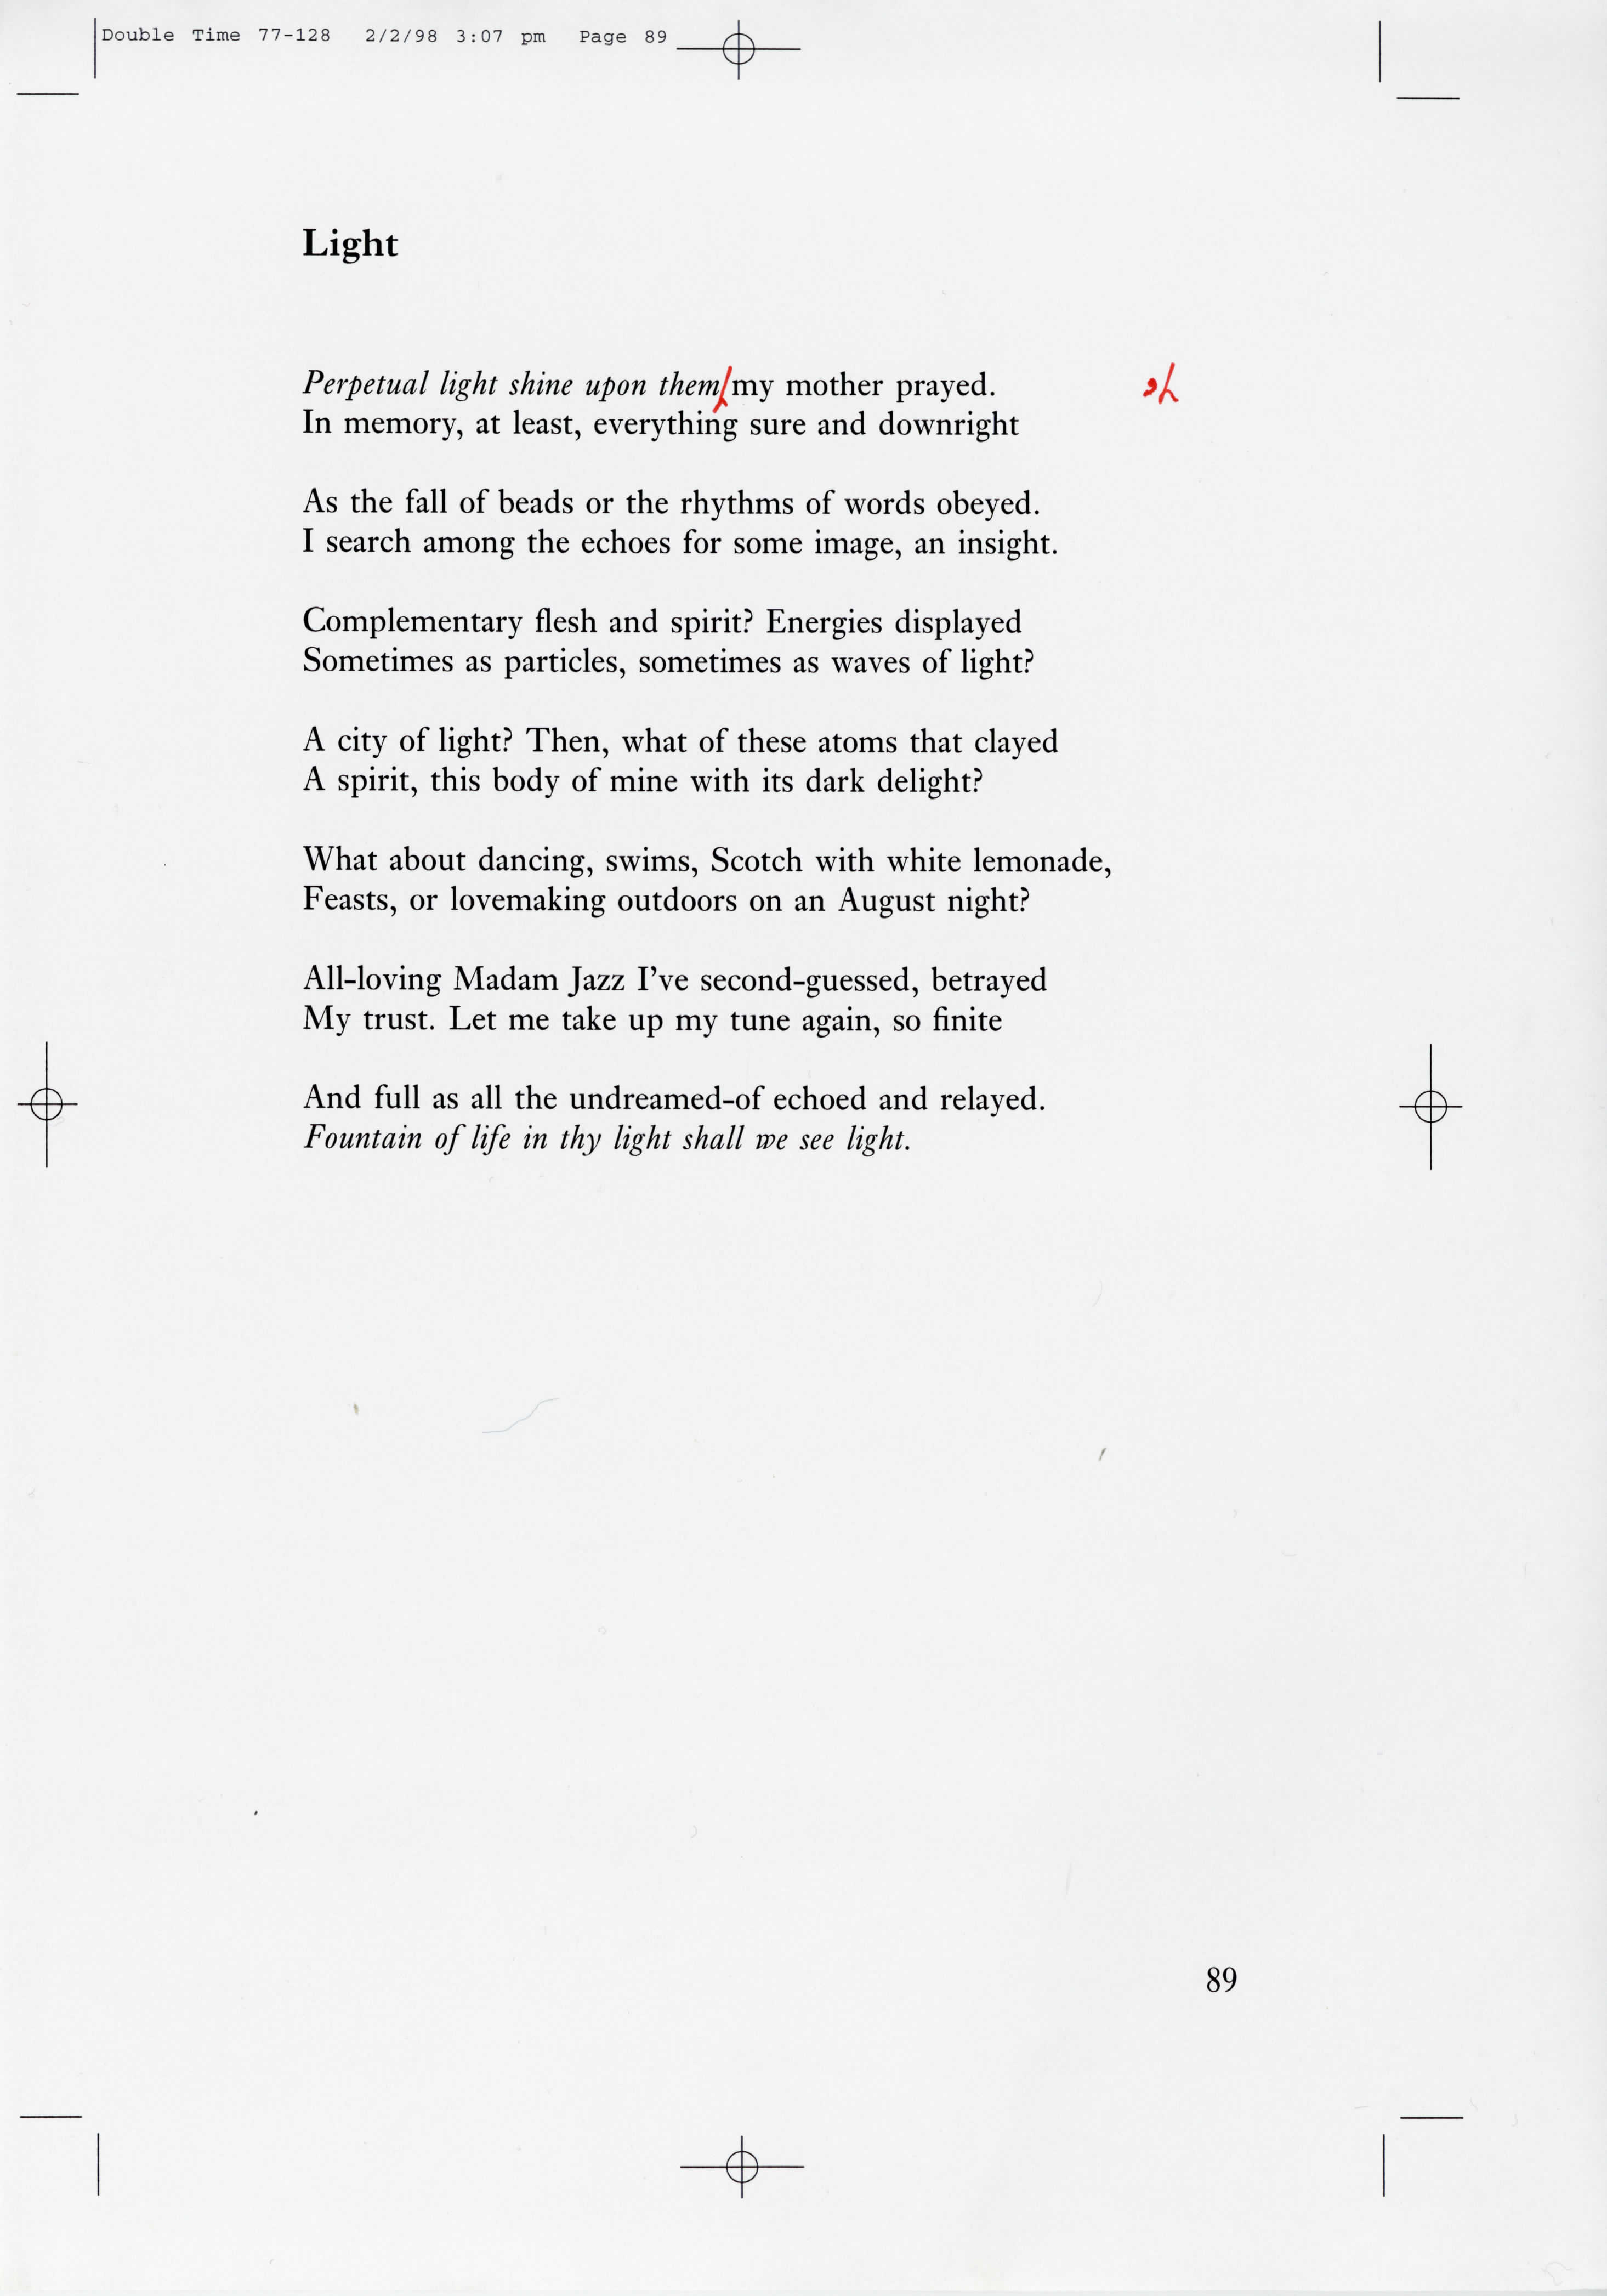 Double Time 77-128 2/2/98 3:07 pm Page 89
Light
Perpetual light shine upon them my mother prayed.
In memory, at least, everything sure and downright
As the fall of beads or the rhythms of words obeyed.
I search among the echoes for some image, an insight.
Complementary flesh and spirit? Energies displayed
Sometimes as particles, sometimes as waves of light?
A city of light? Then, what of these atoms that clayed
A spirit, this body of mine with its dark delight?
What about dancing, swims, Scotch with white lemonade,
Feasts, or lovemaking outdoors on an August night?
All-loving Madam Jazz I've second-guessed, betrayed
My trust. Let me take up my tune again, so finite
And full as all the undreamed-of echoed and relayed.
Fountain of life in thy light shall we see light.
89